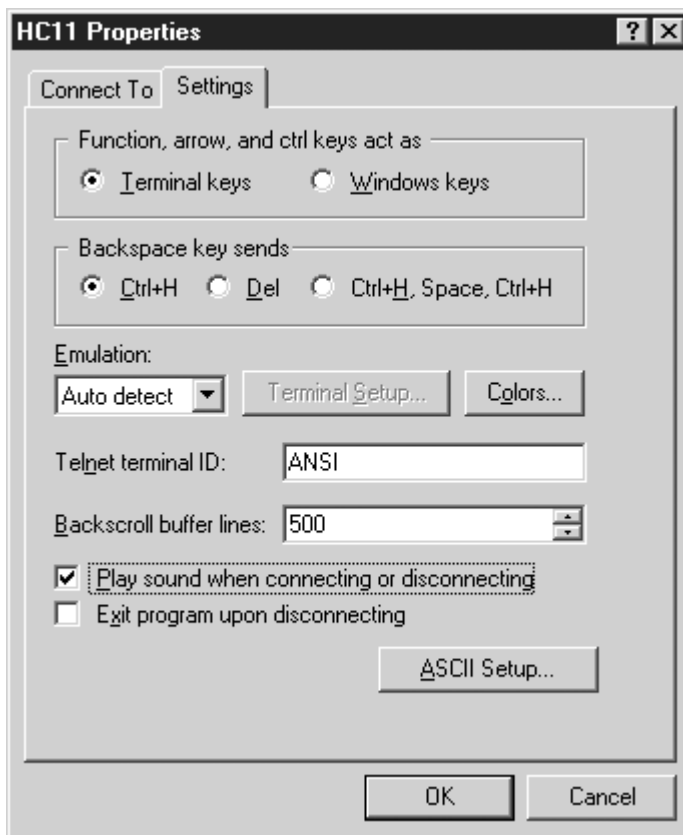 HC11 Properties
Connect To Settings
Function, arrow, and ctrl keys act as
Terminal keys Windows keys
Backspace key sends
Ctrl+H Del Ctrl+H, Space, Ctrl+H
Emulation:
Auto detect Terminal Setup... Colors...
Telnet terminal ID: ANSI
Backscroll buffer lines: 500
Play sound when connecting or disconnecting
Exit program upon disconnecting
ASCII Setup...
OK Cancel